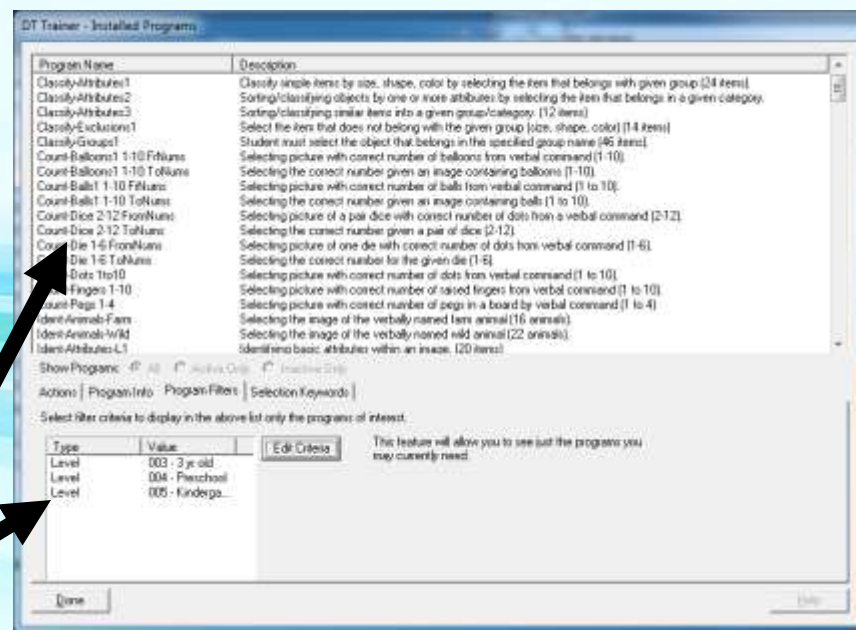 DT Trainer - Installed Programs
Program Name Description
Classify-Attributes1 Classify simple items by size, shape, color by selecting the item that belongs with given group (24 items).
Classify-Attributes2 Sorting/classifying objects by one or more attributes by selecting the item that belongs in a given category.
Classify-Attributes3 Sorting/classifying similar items into a given group/category. (12 items)
Classify-Exclusions1 Select the item that does not belong with the given group (size, shape, color) (14 items)
Classify-Groups1 Student must select the object that belongs in the specified group name (46 items)
Count-Balloons1 1-10 FrNums Selecting picture with correct number of balloons from verbal command (1-10).
Count-Balloons1 1-10 ToNums Selecting the correct number given an image containing balloons (1-10).
Count-Balls1 1-10 FrNums Selecting picture with correct number of balls from verbal command (1 to 10).
Count-Balls1 1-10 ToNums Selecting the correct number given an image containing balls (1 to 10).
Count-Dice 2-12 FromNums Selecting picture of a pair dice with correct number of dots from a verbal command (2-12).
Count-Dice 2-12 ToNums Selecting the correct number given a pair of dice (2-12).
Count-Die 1-6 FromNums Selecting picture of one die with correct number of dots from verbal command (1-6).
-Die 1-6 ToNums Selecting the correct number for the given die (1-6).
-Dots 1to10 Selecting picture with correct number of dots from verbal command (1 to 10).
-Fingers 1-10 Selecting picture with correct number of raised fingers from verbal command (1 to 10).
Count-Pegs 1-4 Selecting picture with correct number of pegs in a board by verbal command (1 to 4)
Ident-Animals-Farm Selecting the image of the verbally named farm animal (16 animals).
Ident-Animals-Wild Selecting the image of the verbally named wild animal (22 animals).
Ident-Attributes-L1 Identifying basic attributes within an image. (20 items)
Show Programs: All Active Only Inactive Only
Actions Program Info Program Filters Selection Keywords
Select filter criteria to display in the above list only the programs of interest.
Type Value
Level 003 - 3 yr old
Level 004 - Preschool
Level 005 - Kinderga...
Edit Criteria
This feature will allow you to see just the programs you
may currently need.
Done Help